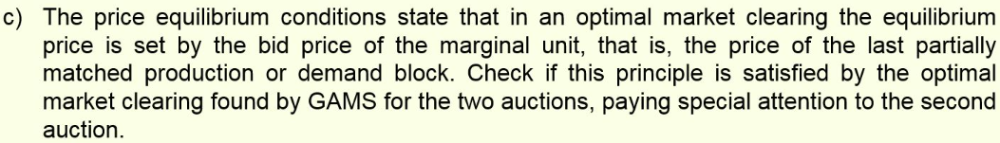 c) The price equilibrium conditions state that in an optimal market clearing the equilibrium
price is set by the bid price of the marginal unit, that is, the price of the last partially
matched production or demand block. Check if this principle is satisfied by the optimal
market clearing found by GAMS for the two auctions, paying special attention to the second
auction.